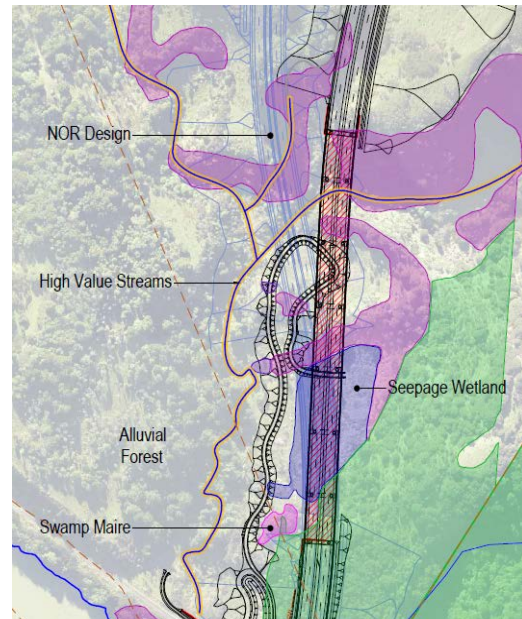 NOR Design
High Value Streams
Seepage Wetland
Alluvial
Forest
Swamp Maire